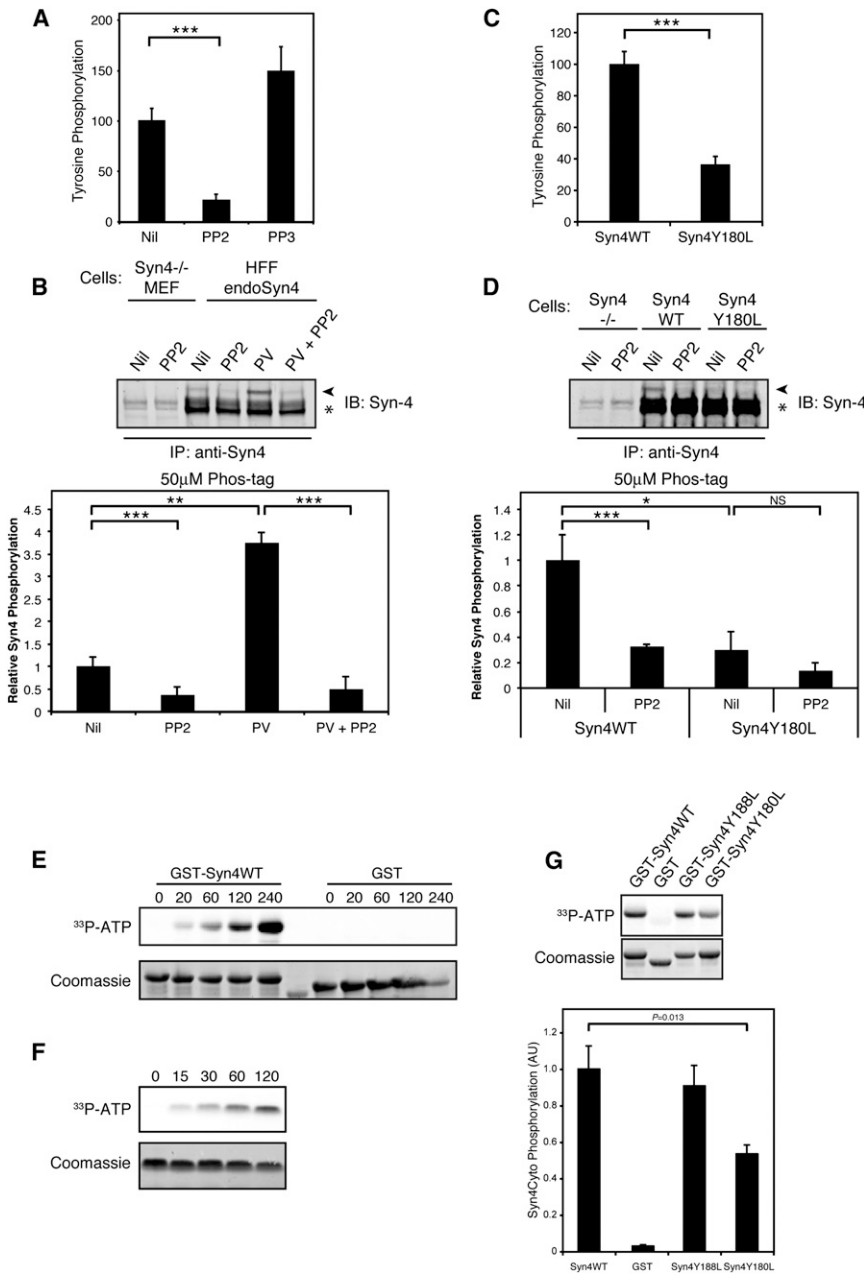 A
Tyrosine Phosphorylation
200
150
100
50
0
***
Nil
PP2
PP3
C
Tyrosine Phosphorylation
120
100
80
60
40
20
0
***
Syn4WT
Syn4Y180L
B
Cells:
Syn4-/-
MEF
HFF
endoSyn4
Nil
PP2
Nil
PP2
PV
PV + PP2
*
IB: Syn-4
IP: anti-Syn4
50µM Phos-tag
Relative Syn4 Phosphorylation
4.5
4
3.5
3
2.5
2
1.5
1
0.5
0
**
***
***
Nil
PP2
PV
PV + PP2
D
Cells:
Syn4
-/-
Syn4
WT
Syn4
Y180L
Nil
PP2
Nil
PP2
Nil
PP2
*
IB: Syn-4
IP: anti-Syn4
50µM Phos-tag
Relative Syn4 Phosphorylation
1.4
1.2
1
0.8
0.6
0.4
0.2
0
*
NS
***
Nil
PP2
Nil
PP2
Syn4WT
Syn4Y180L
E
GST-Syn4WT
GST
0 20 60 120 240
0 20 60 120 240
³³P-ATP
Coomassie
F
0 15 30 60 120
³³P-ATP
Coomassie
G
GST-Syn4WT
GST
GST-Syn4Y188L
GST-Syn4Y180L
³³P-ATP
Coomassie
Syn4Cyto Phosphorylation (AU)
P=0.013
1.2
1.0
0.8
0.6
0.4
0.2
0
Syn4WT
GST
Syn4Y188L
Syn4Y180L